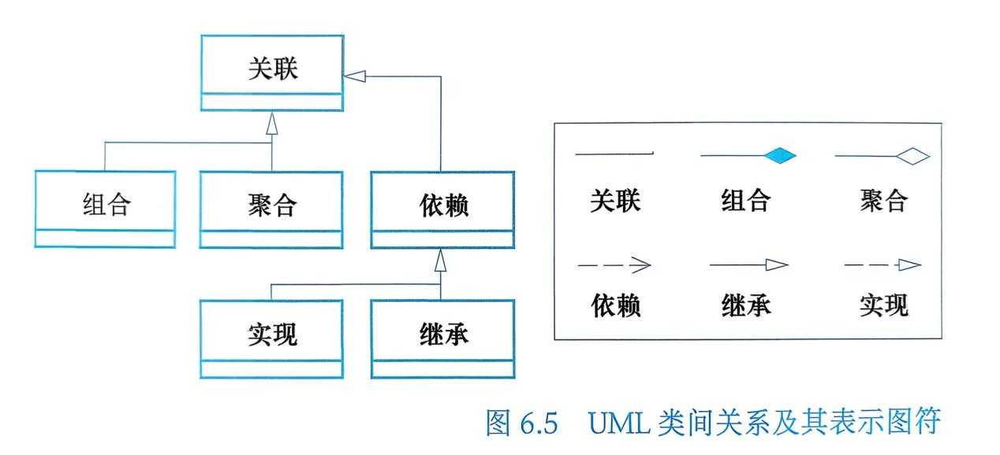 关联
组合
聚合
依赖
实现
继承
关联 组合 聚合
依赖 继承 实现
图 6.5 UML 类间关系及其表示图符